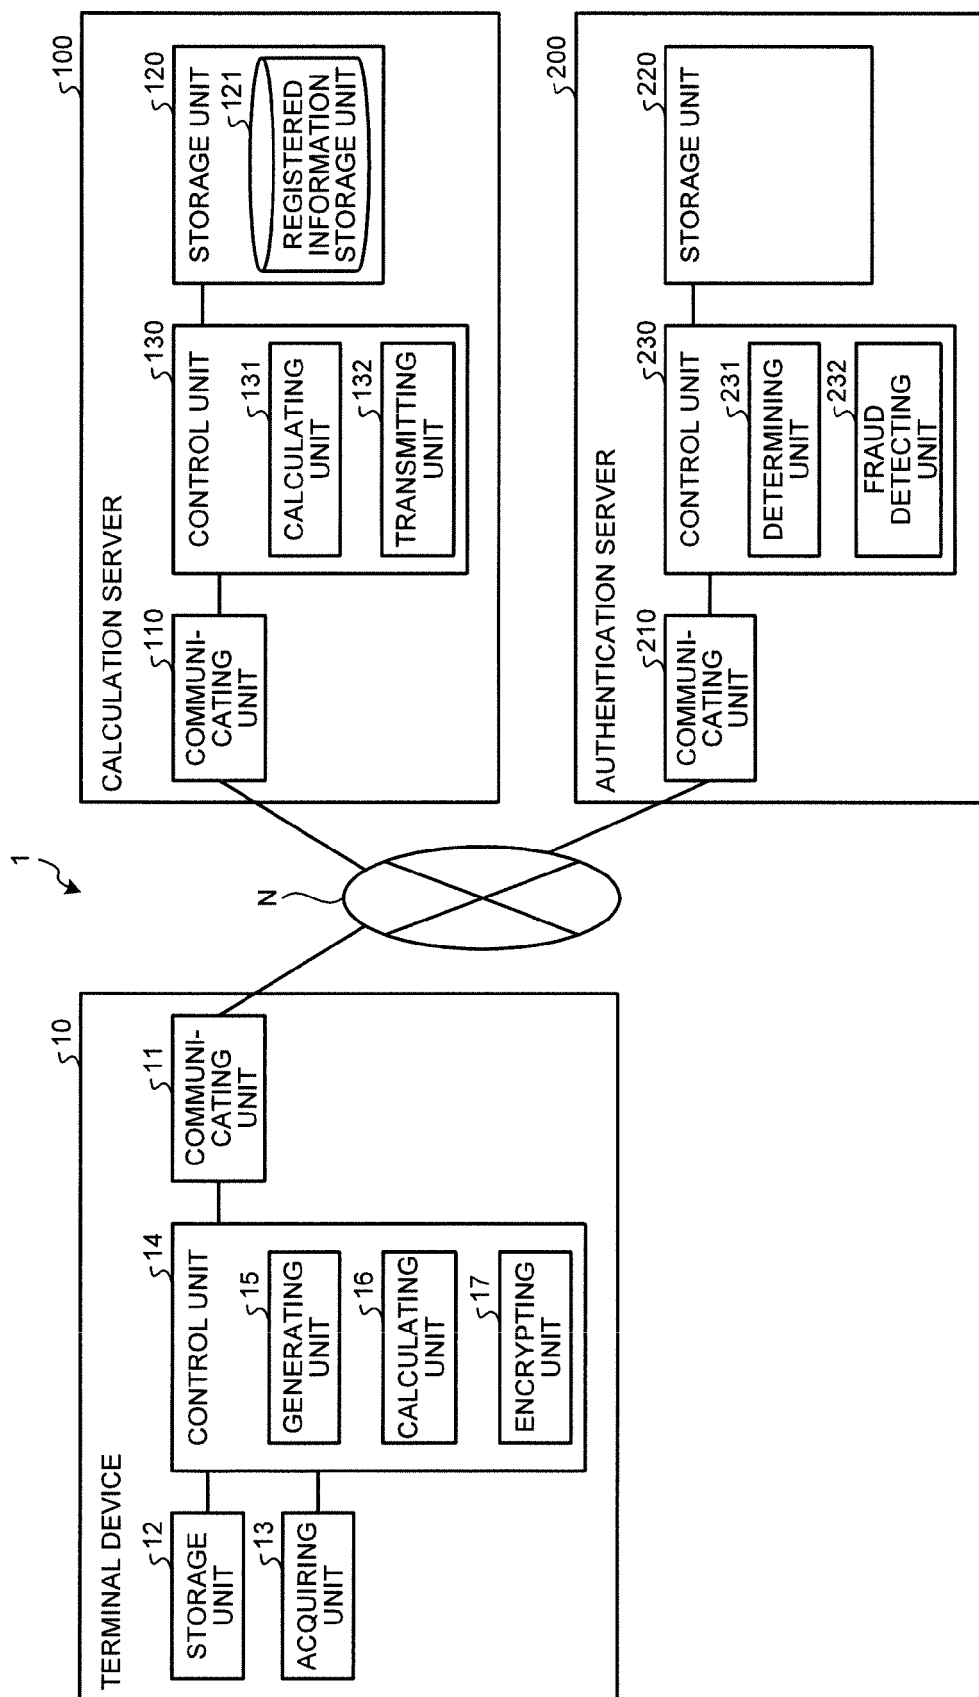 1
TERMINAL DEVICE
10
STORAGE
UNIT
12
ACQUIRING
UNIT
13
CONTROL UNIT
14
GENERATING
UNIT
15
CALCULATING
UNIT
16
ENCRYPTING
UNIT
17
COMMUNI-
CATING
UNIT
11
N
CALCULATION SERVER
100
COMMUNI-
CATING
UNIT
110
CONTROL UNIT
130
CALCULATING
UNIT
131
TRANSMITTING
UNIT
132
STORAGE UNIT
120
REGISTERED
INFORMATION
STORAGE UNIT
121
AUTHENTICATION SERVER
200
COMMUNI-
CATING
UNIT
210
CONTROL UNIT
230
DETERMINING
UNIT
231
FRAUD
DETECTING
UNIT
232
STORAGE UNIT
220